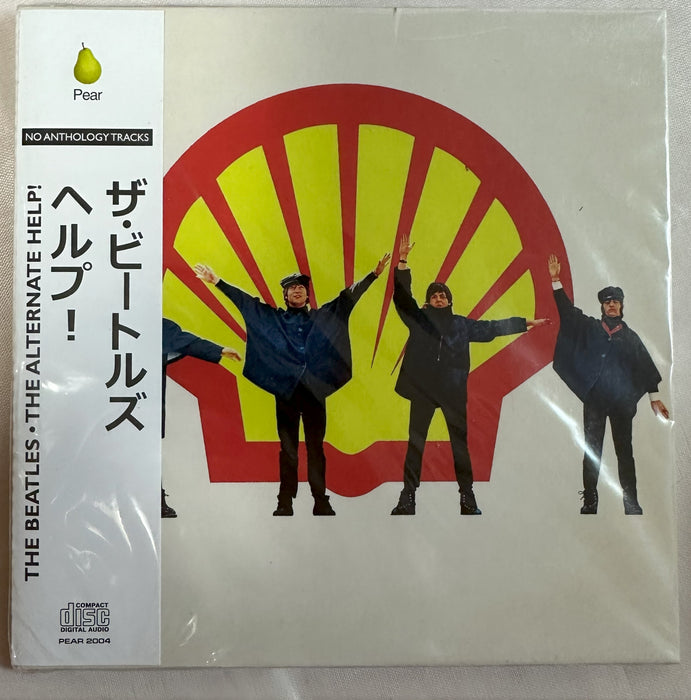 Pear
NO ANTHOLOGY TRACKS
ザ・ビートルズ
ヘルプ！
THE BEATLES • THE ALTERNATE HELP!
COMPACT
disc
DIGITAL AUDIO
PEAR 2004